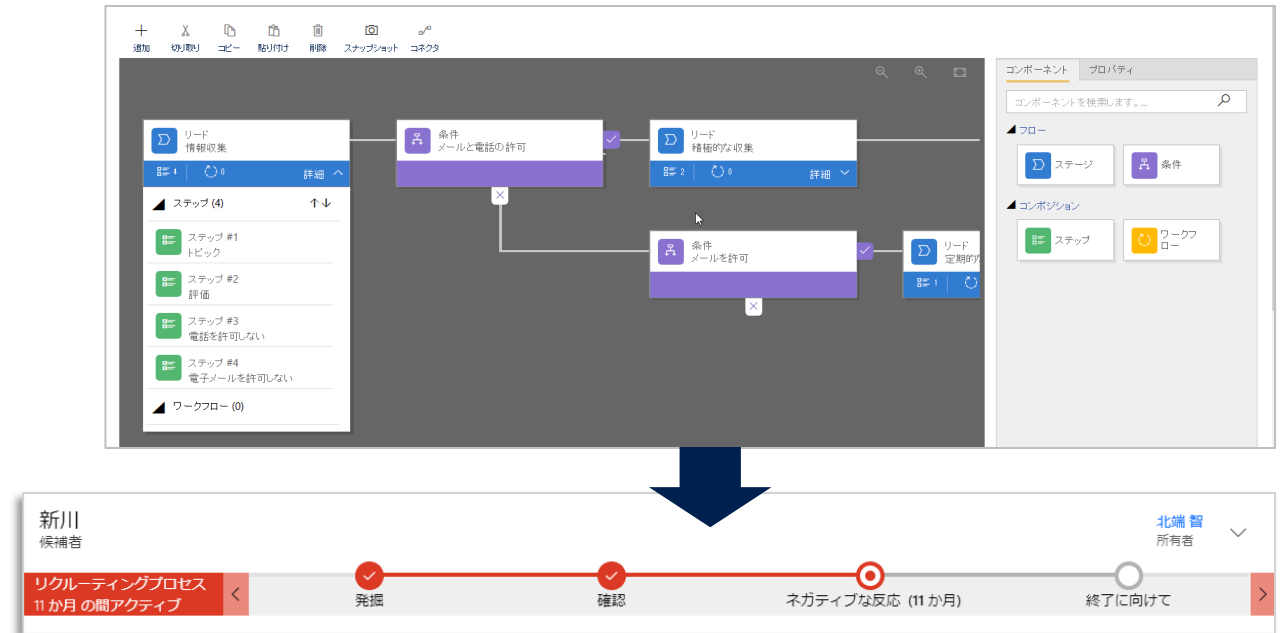 追加 切り取り コピー 貼り付け 削除 スナップショット コネクタ
コンポーネント プロパティ
コンポーネントを検索します。...
フロー
ステージ 条件
コンポジション
ステップ ワークフ
ロー
リード
情報収集
4 0 詳細
ステップ (4)
ステップ #1
トピック
ステップ #2
評価
ステップ #3
電話を許可しない
ステップ #4
電子メールを許可しない
ワークフロー (0)
条件
メールと電話の許可
リード
積極的な収集
2 0 詳細
条件
メールを許可
リード
定期的
1
新川
候補者
北端 智
所有者
リクルーティングプロセス
11 か月 の間アクティブ
発掘 確認 ネガティブな反応 (11 か月) 終了に向けて